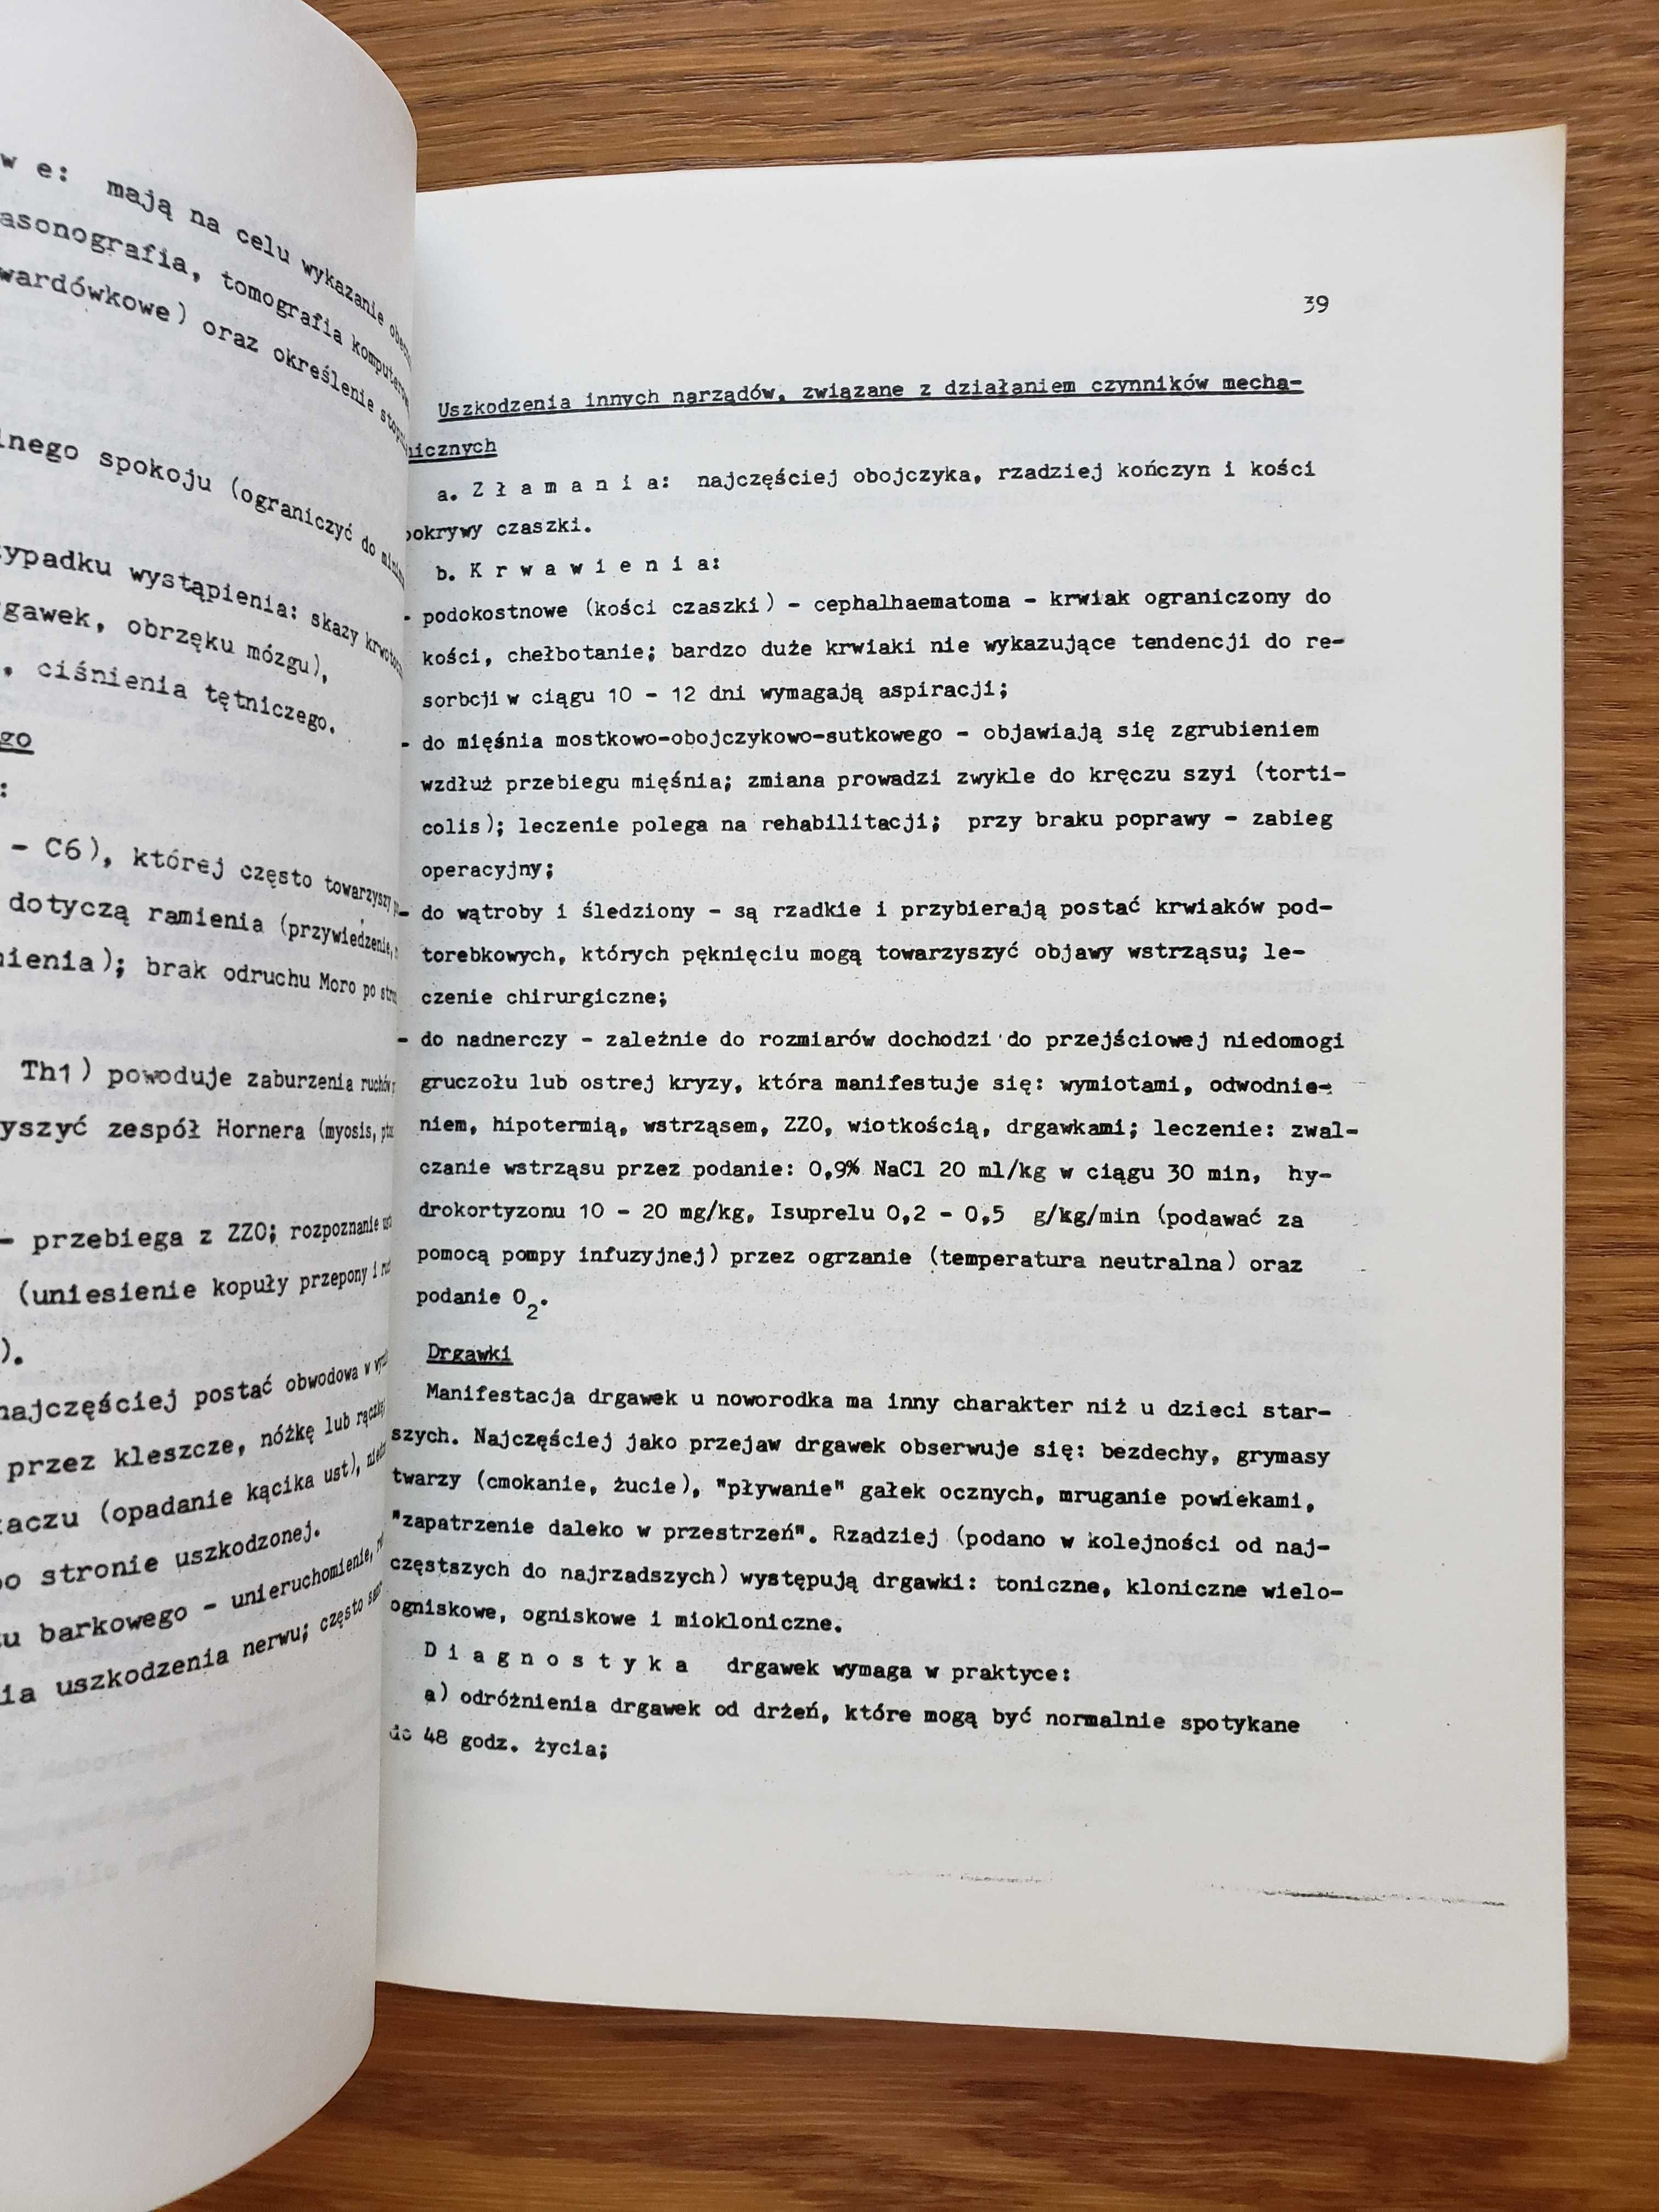 w e: mają na celu wykazanie
asonografia, tomografia
wardówkowe) oraz określenie
lnego spokoju (ograniczyć do
ypadku wystąpienia: skazy
gawek, obrzęku mózgu),
, ciśnienia tętniczego.
go
:
- C6), której często towarzyszy
dotyczą ramienia (przywiedzenie,
ienia); brak odruchu Moro po
Th1) powoduje zaburzenia ruchów
yszyć zespół Hornera (myosis,
- przebiega z ZZO; rozpoznanie
(uniesienie kopuły przepony i
).
najczęściej postać obwodowa w
przez kleszcze, nóżkę lub rączkę
aczu (opadanie kącika ust),
po stronie uszkodzonej.
u barkowego - unieruchomienie,
ia uszkodzenia nerwu; często
39
Uszkodzenia innych narządów, związane z działaniem czynników mecha-
nicznych
a. Z ł a m a n i a: najczęściej obojczyka, rzadziej kończyn i kości
pokrywy czaszki.
b. K r w a w i e n i a:
- podokostnowe (kości czaszki) - cephalhaematoma - krwiak ograniczony do
kości, chełbotanie; bardzo duże krwiaki nie wykazujące tendencji do re-
sorbcji w ciągu 10 - 12 dni wymagają aspiracji;
- do mięśnia mostkowo-obojczykowo-sutkowego - objawiają się zgrubieniem
wzdłuż przebiegu mięśnia; zmiana prowadzi zwykle do kręczu szyi (torti-
colis); leczenie polega na rehabilitacji; przy braku poprawy - zabieg
operacyjny;
- do wątroby i śledziony - są rzadkie i przybierają postać krwiaków pod-
torebkowych, których pęknięciu mogą towarzyszyć objawy wstrząsu; le-
czenie chirurgiczne;
- do nadnerczy - zależnie do rozmiarów dochodzi do przejściowej niedomogi
gruczołu lub ostrej kryzy, która manifestuje się: wymiotami, odwodnie-
niem, hipotermią, wstrząsem, ZZO, wiotkością, drgawkami; leczenie: zwal-
czanie wstrząsu przez podanie: 0,9% NaCl 20 ml/kg w ciągu 30 min, hy-
drokortyzonu 10 - 20 mg/kg, Isuprelu 0,2 - 0,5 g/kg/min (podawać za
pomocą pompy infuzyjnej) przez ogrzanie (temperatura neutralna) oraz
podanie O2.
Drgawki
Manifestacja drgawek u noworodka ma inny charakter niż u dzieci star-
szych. Najczęściej jako przejaw drgawek obserwuje się: bezdechy, grymasy
twarzy (cmokanie, żucie), "pływanie" gałek ocznych, mruganie powiekami,
"zapatrzenie daleko w przestrzeń". Rzadziej (podano w kolejności od naj-
częstszych do najrzadszych) występują drgawki: toniczne, kloniczne wielo-
ogniskowe, ogniskowe i miokloniczne.
D i a g n o s t y k a drgawek wymaga w praktyce:
a) odróżnienia drgawek od drżeń, które mogą być normalnie spotykane
do 48 godz. życia;